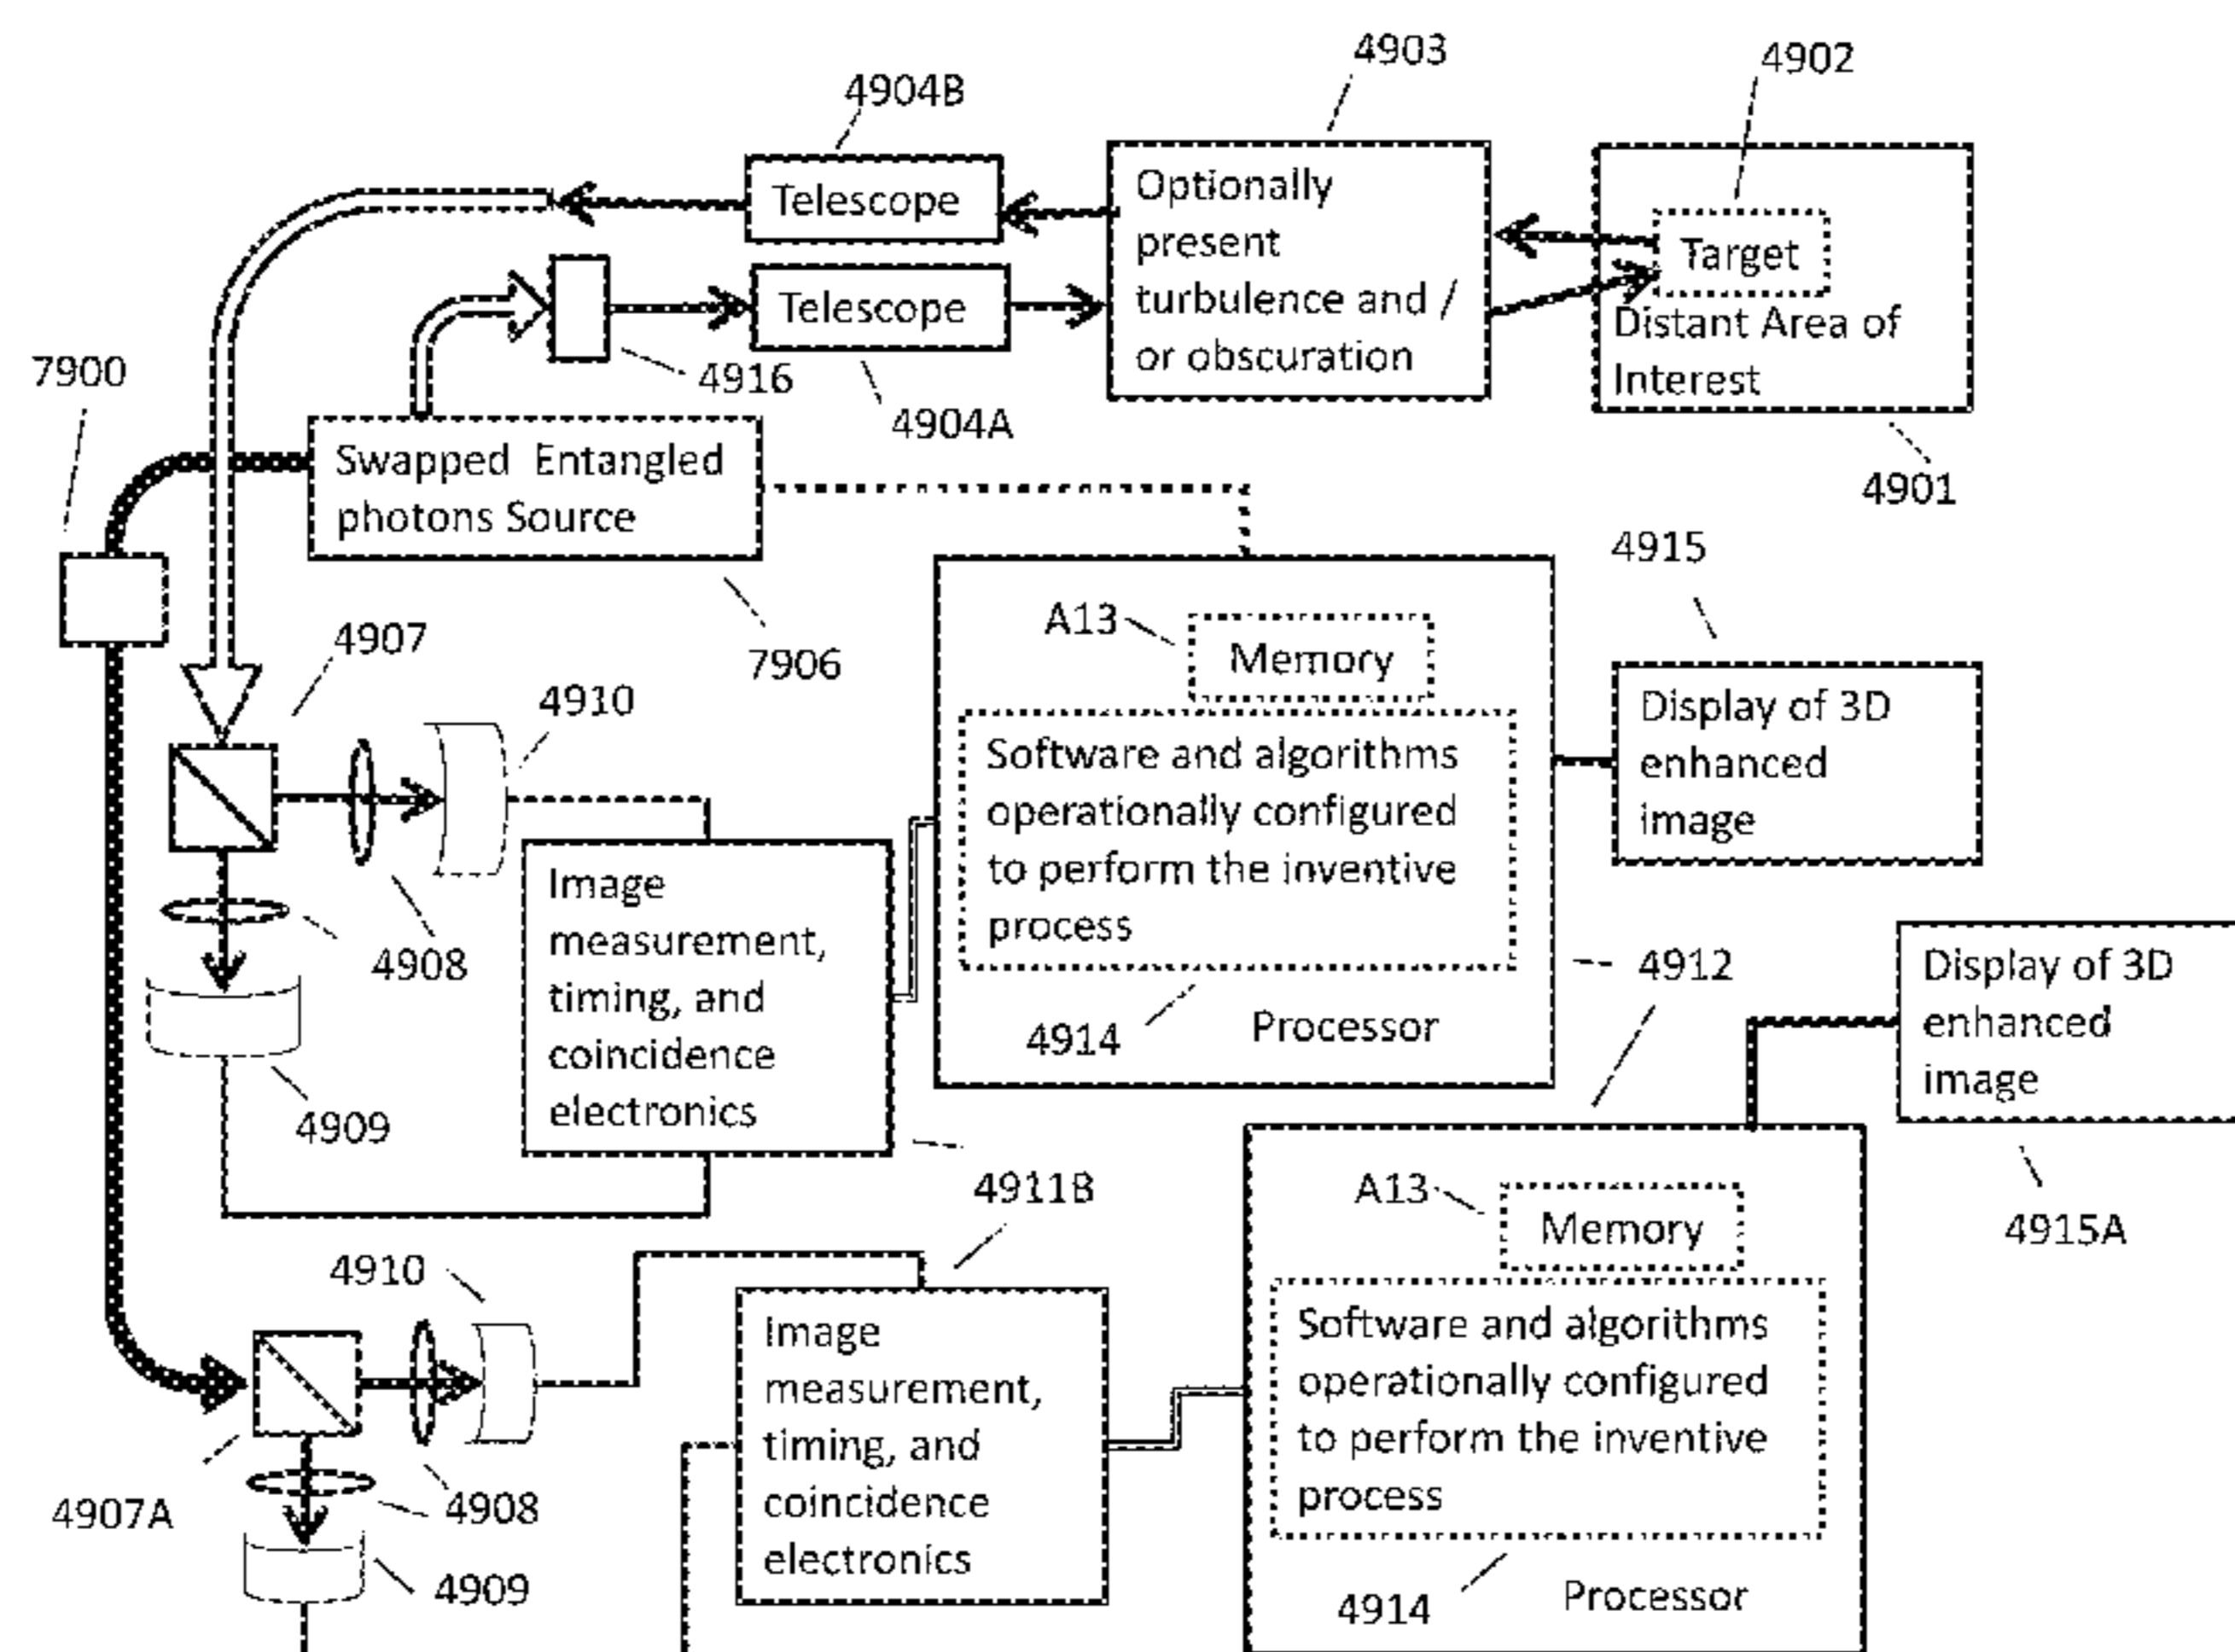 4903
4902
4904B
Telescope
Optionally
present
turbulence and /
or obscuration
Target
Distant Area of
Interest
Telescope
7900
4916
4904A
4901
Swapped Entangled
photons Source
4915
A13
Memory
4907
7906
4910
Display of 3D
enhanced
image
Software and algorithms
operationally configured
to perform the inventive
process
Image
measurement,
timing, and
coincidence
electronics
4908
4912
Display of 3D
enhanced
image
4914
Processor
4909
4911B
A13
Memory
4915A
4910
Image
measurement,
timing, and
coincidence
electronics
Software and algorithms
operationally configured
to perform the inventive
process
4907A
4908
4909
4914
Processor